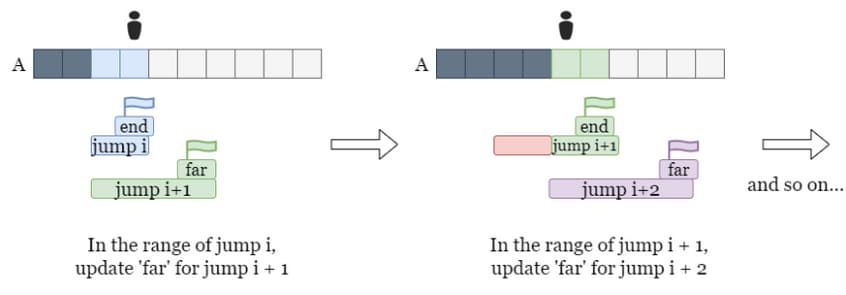 A
end
jump i
far
jump i+1
In the range of jump i,
update 'far' for jump i + 1
A
end
jump i+1
far
jump i+2
In the range of jump i + 1,
update 'far' for jump i + 2
and so on...